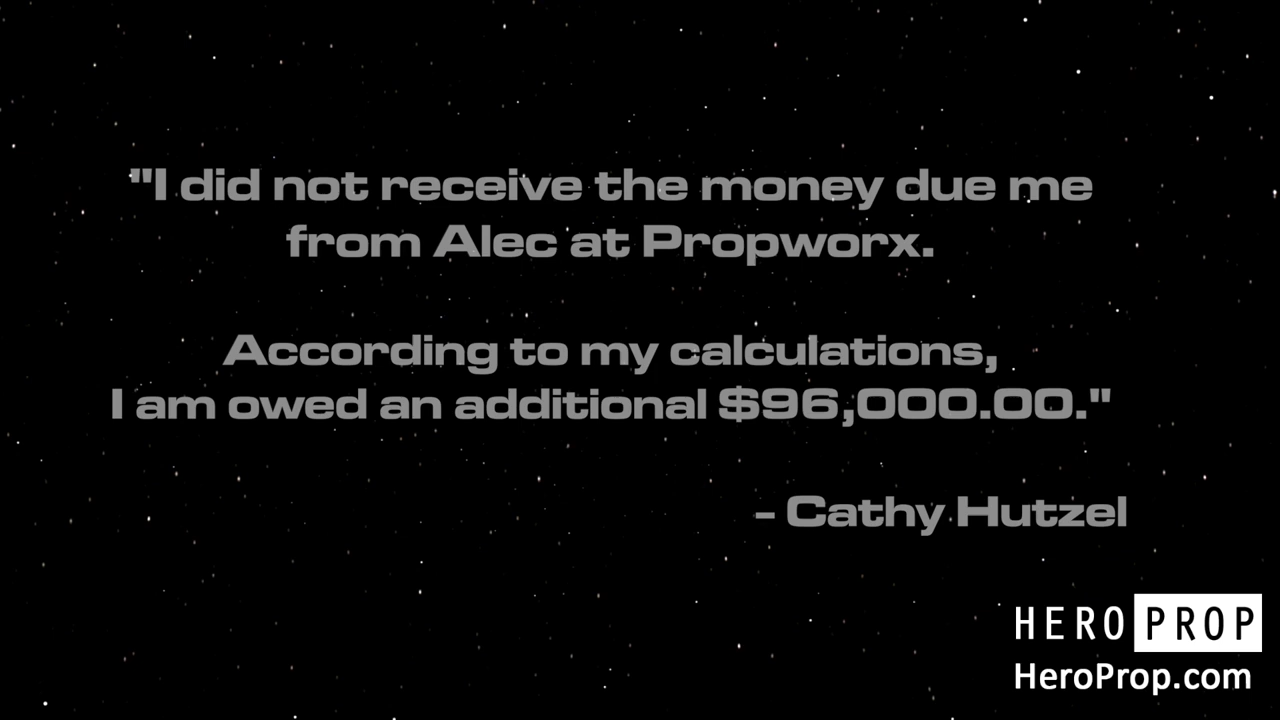 "I did not receive the money due me
from Alec at Propworx.
According to my calculations,
I am owed an additional $96,000.00."
- Cathy Hutzel
HERO PROP
HeroProp.com